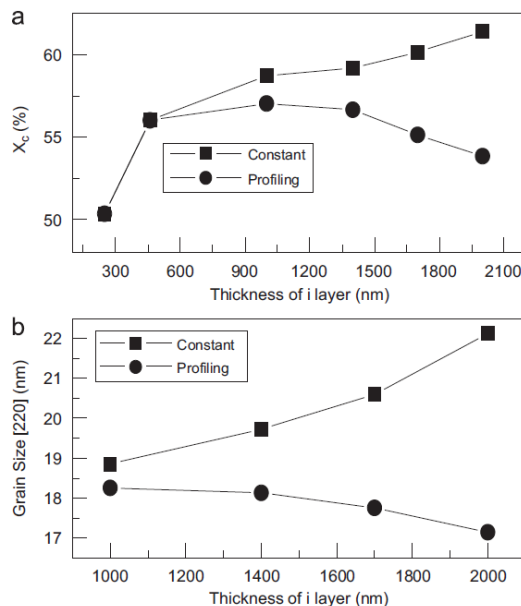 a
60
55
50
X_c (%)
Constant
Profiling
300 600 900 1200 1500 1800 2100
Thickness of i layer (nm)
b
22
21
20
19
18
17
Grain Size [220] (nm)
Constant
Profiling
1000 1200 1400 1600 1800 2000
Thickness of i layer (nm)